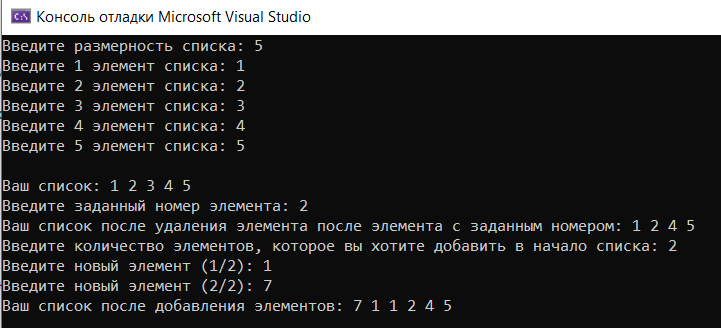 Консоль отладки Microsoft Visual Studio
Введите размерность списка: 5
Введите 1 элемент списка: 1
Введите 2 элемент списка: 2
Введите 3 элемент списка: 3
Введите 4 элемент списка: 4
Введите 5 элемент списка: 5
Ваш список: 1 2 3 4 5
Введите заданный номер элемента: 2
Ваш список после удаления элемента после элемента с заданным номером: 1 2 4 5
Введите количество элементов, которое вы хотите добавить в начало списка: 2
Введите новый элемент (1/2): 1
Введите новый элемент (2/2): 7
Ваш список после добавления элементов: 7 1 1 2 4 5